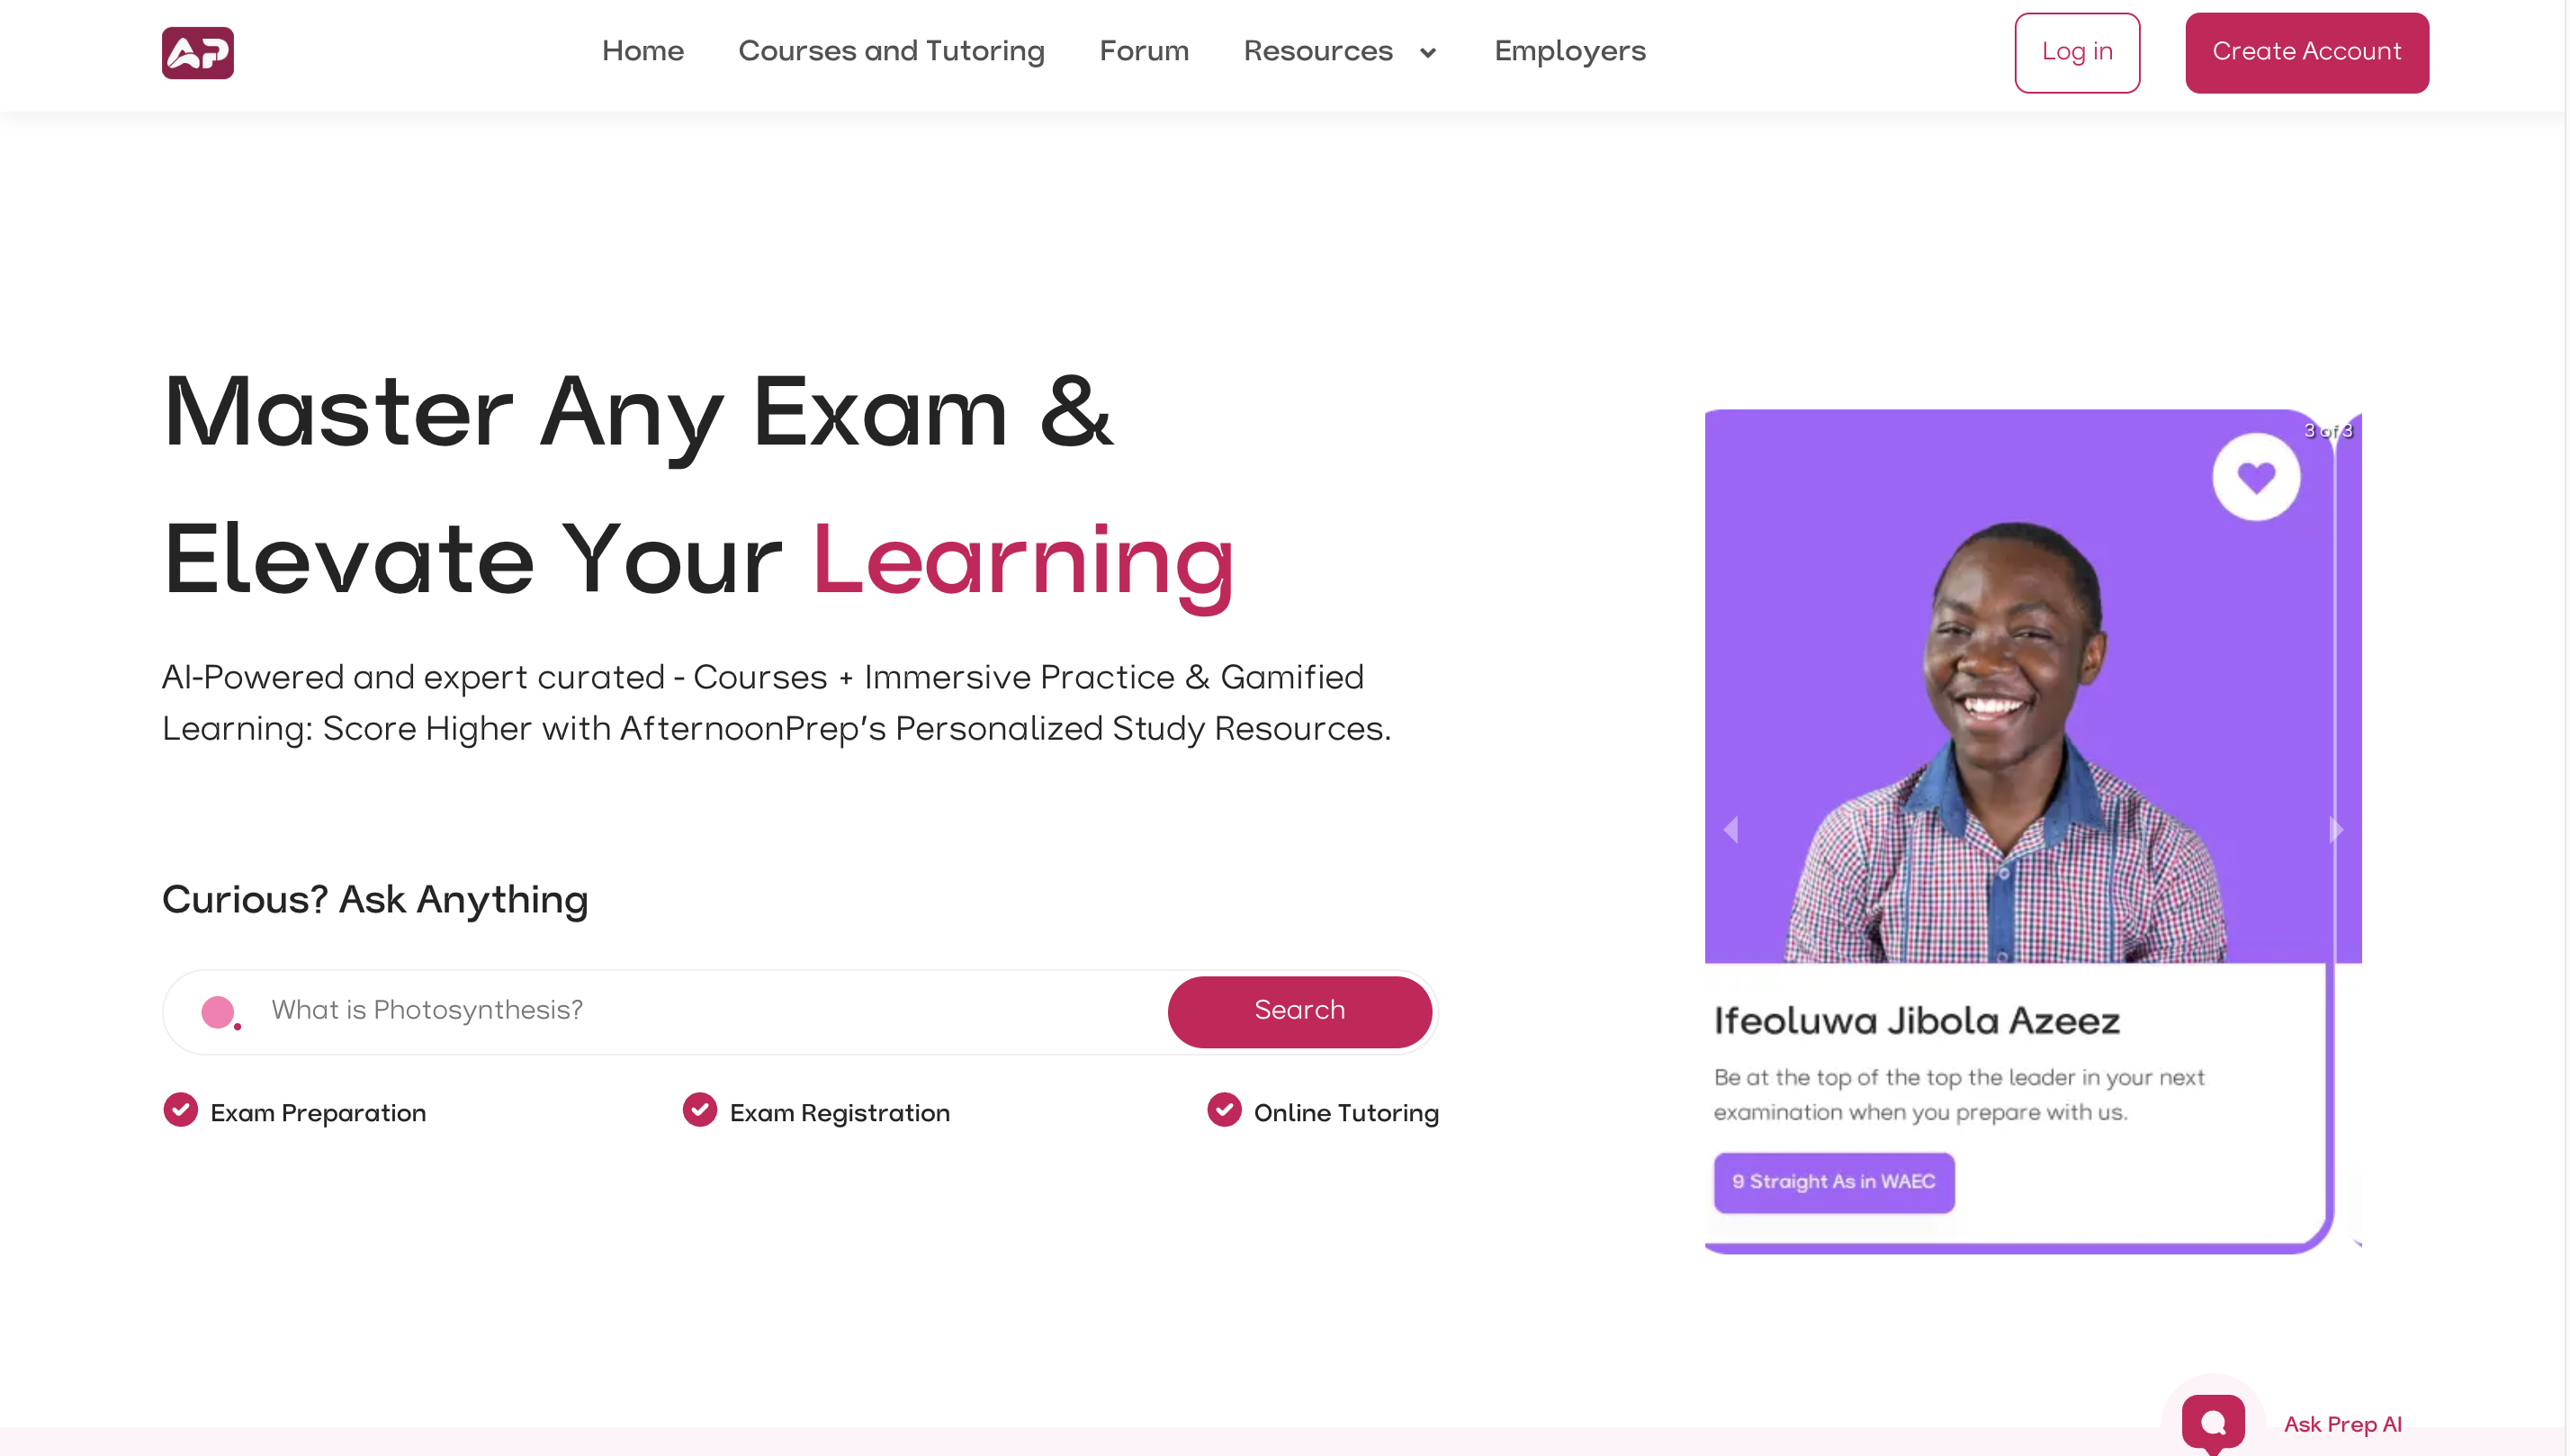 AP
Home
Courses and Tutoring
Forum
Resources
Employers
Log in
Create Account
Master Any Exam &
Elevate Your Learning
AI-Powered and expert curated - Courses + Immersive Practice & Gamified
Learning: Score Higher with AfternoonPrep's Personalized Study Resources.
Curious? Ask Anything
What is Photosynthesis?
Search
Exam Preparation
Exam Registration
Online Tutoring
3 of 3
Ifeoluwa Jibola Azeez
Be at the top of the top the leader in your next
examination when you prepare with us.
9 Straight As in WAEC
Ask Prep AI